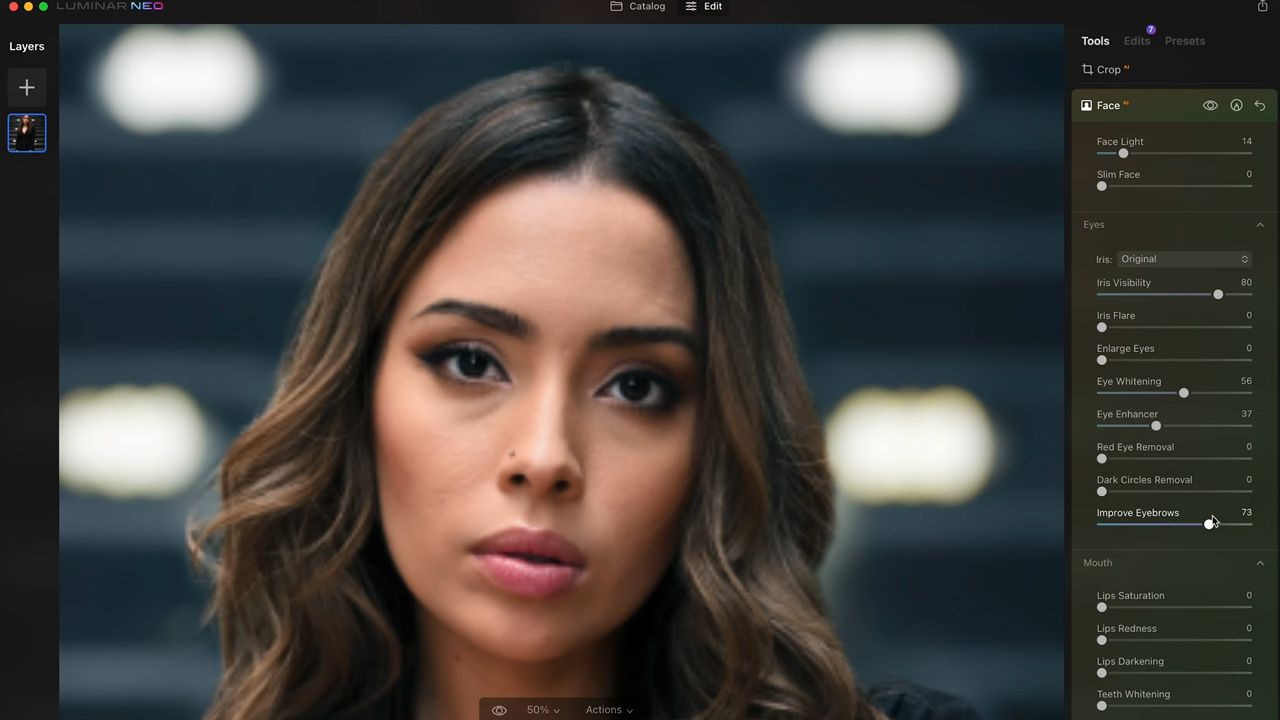 LUMINAR NEO
Catalog
Edit
Layers
Tools
Edits
7
Presets
Crop AI
Face AI
Face Light 14
Slim Face 0
Eyes
Iris: Original
Iris Visibility 80
Iris Flare 0
Enlarge Eyes 0
Eye Whitening 56
Eye Enhancer 37
Red Eye Removal 0
Dark Circles Removal 0
Improve Eyebrows 73
Mouth
Lips Saturation 0
Lips Redness 0
Lips Darkening 0
Teeth Whitening 0
50%
Actions